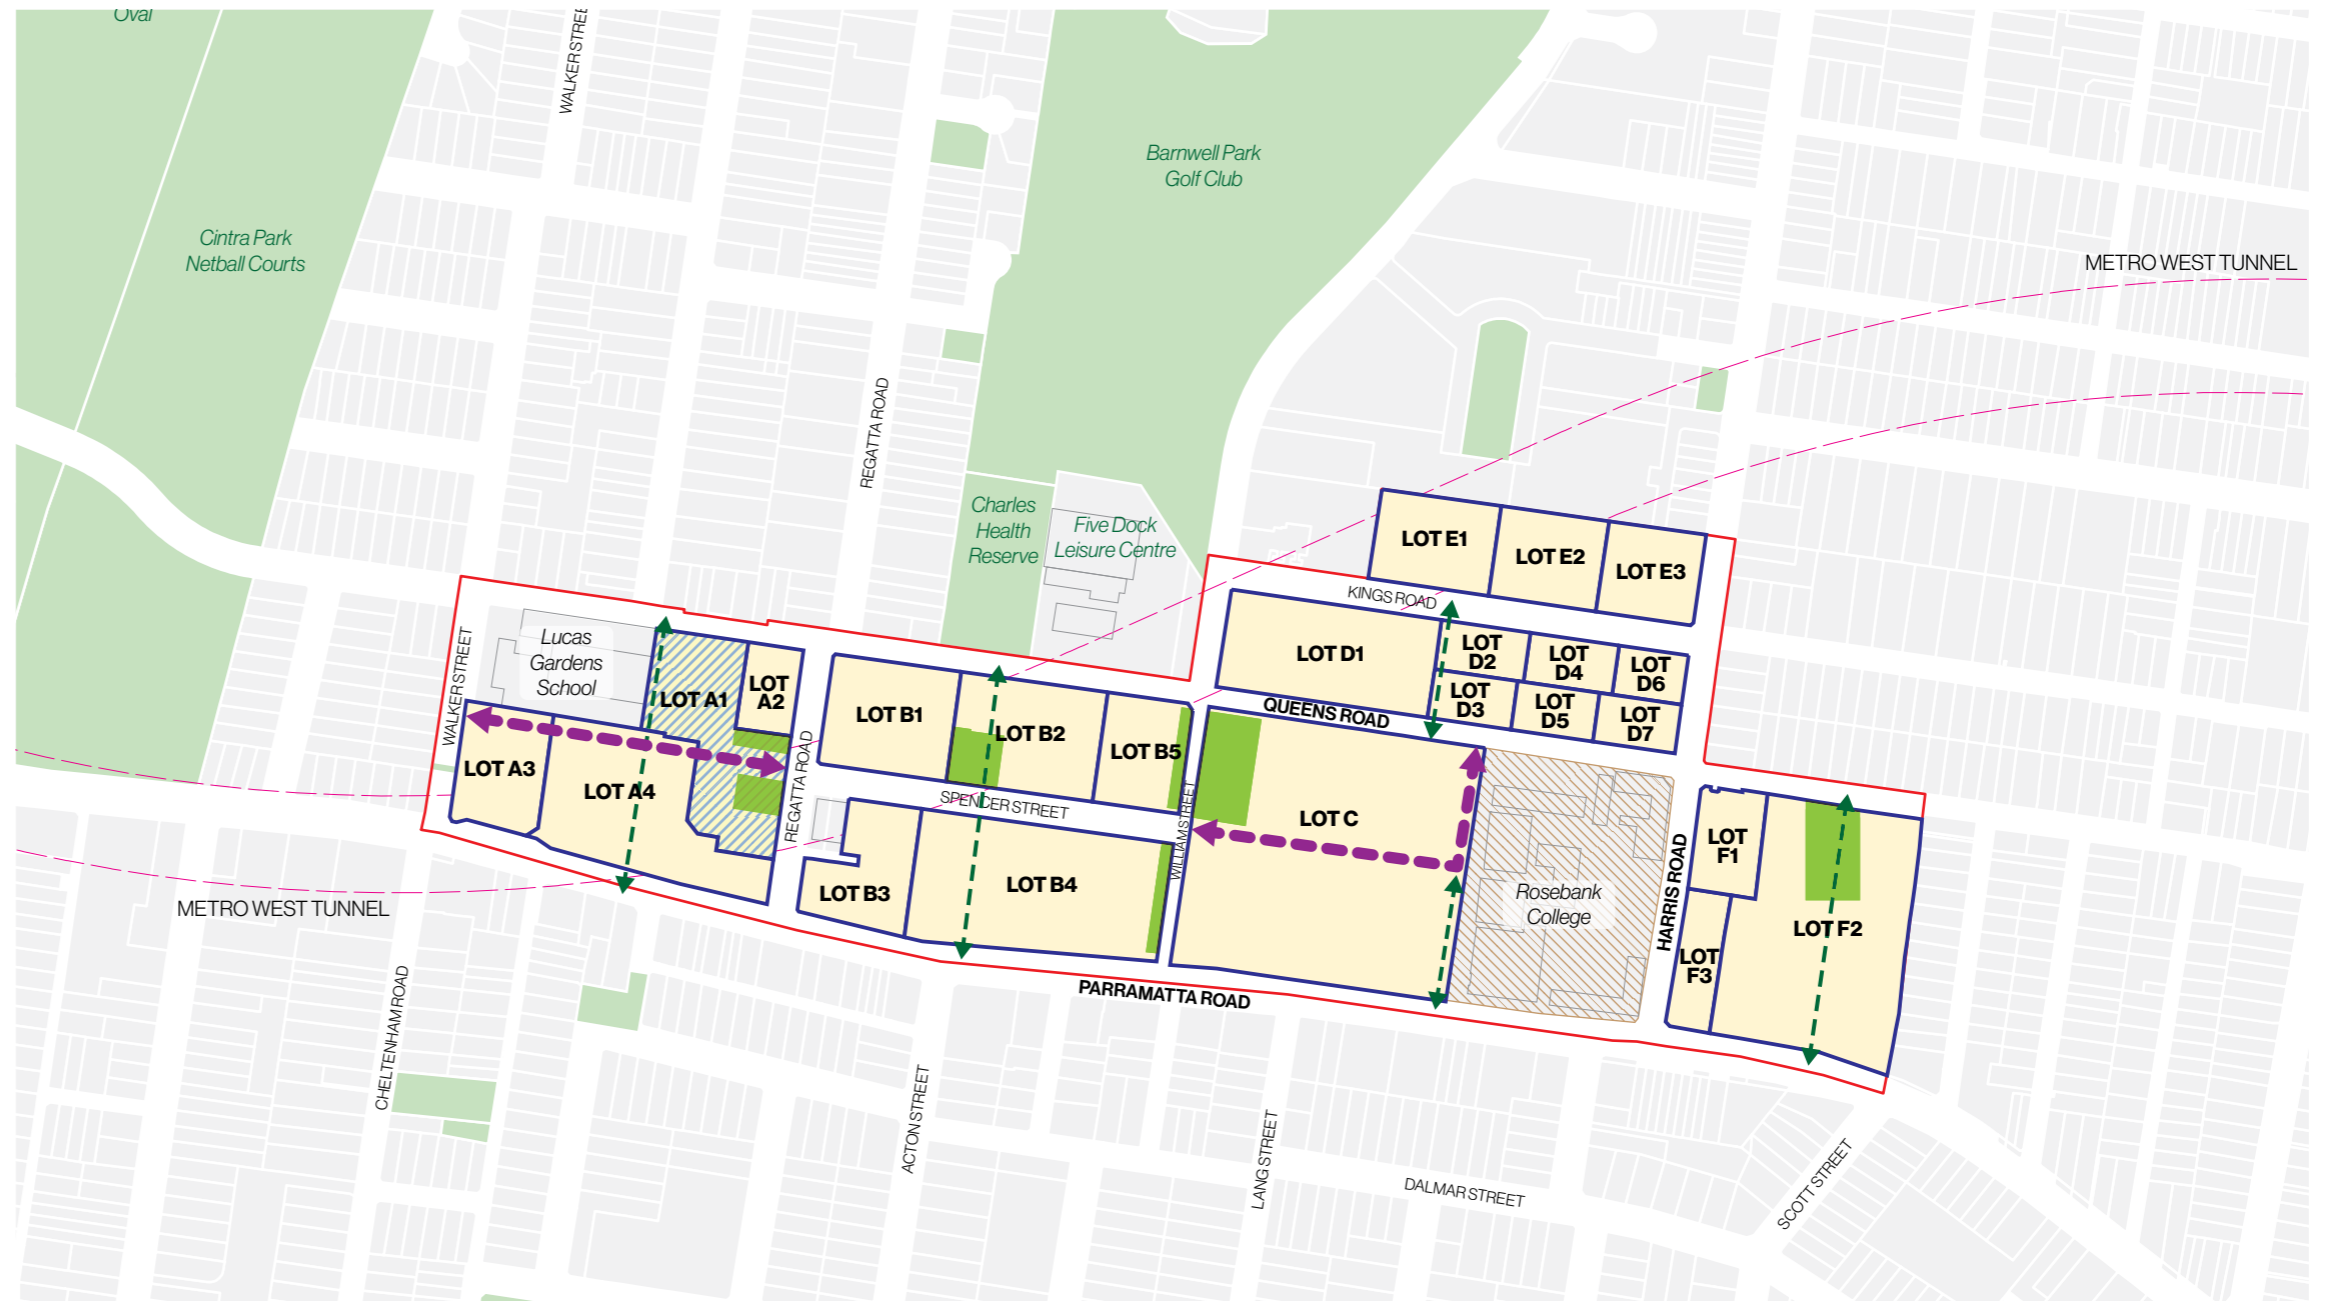 Oval
WALKER STREE
Barnwell Park
Golf Club
Cintra Park
Netball Courts
METRO WEST TUNNEL
REGATTA ROAD
Charles
Health
Reserve
Five Dock
Leisure Centre
LOT E1
LOT E2
LOT E3
KINGS ROAD
WALKER STREET
Lucas
Gardens
School
LOT A1
LOT
A2
LOT A3
LOT A4
REGATTA ROAD
LOT B1
LOT B2
LOT B5
SPENCER STREET
LOT B3
LOT B4
WILLIAM STREET
LOT D1
LOT
D2
LOT
D3
LOT
D4
LOT
D5
LOT
D6
LOT
D7
QUEENS ROAD
LOT C
Rosebank
College
HARRIS ROAD
LOT
F1
LOT F2
LOT
F3
METRO WEST TUNNEL
PARRAMATTA ROAD
CHELTENHAM ROAD
ACTON STREET
LANG STREET
DALMAR STREET
SCOTT STREET